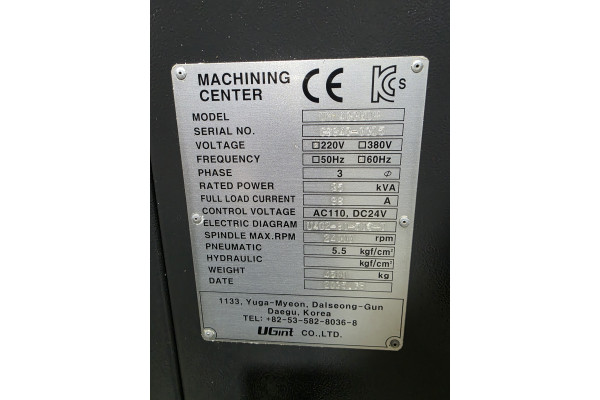 MACHINING
CENTER
CE
KC s
MODEL
SERIAL NO.
VOLTAGE □220V □380V
FREQUENCY □50Hz □60Hz
PHASE 3 Ø
RATED POWER kVA
FULL LOAD CURRENT A
CONTROL VOLTAGE AC110, DC24V
ELECTRIC DIAGRAM
SPINDLE MAX.RPM rpm
PNEUMATIC 5.5 kgf/cm²
HYDRAULIC kgf/cm²
WEIGHT kg
DATE
1133, Yuga-Myeon, Dalseong-Gun
Daegu, Korea
TEL: +82-53-582-8036-8
UGint CO.,LTD.